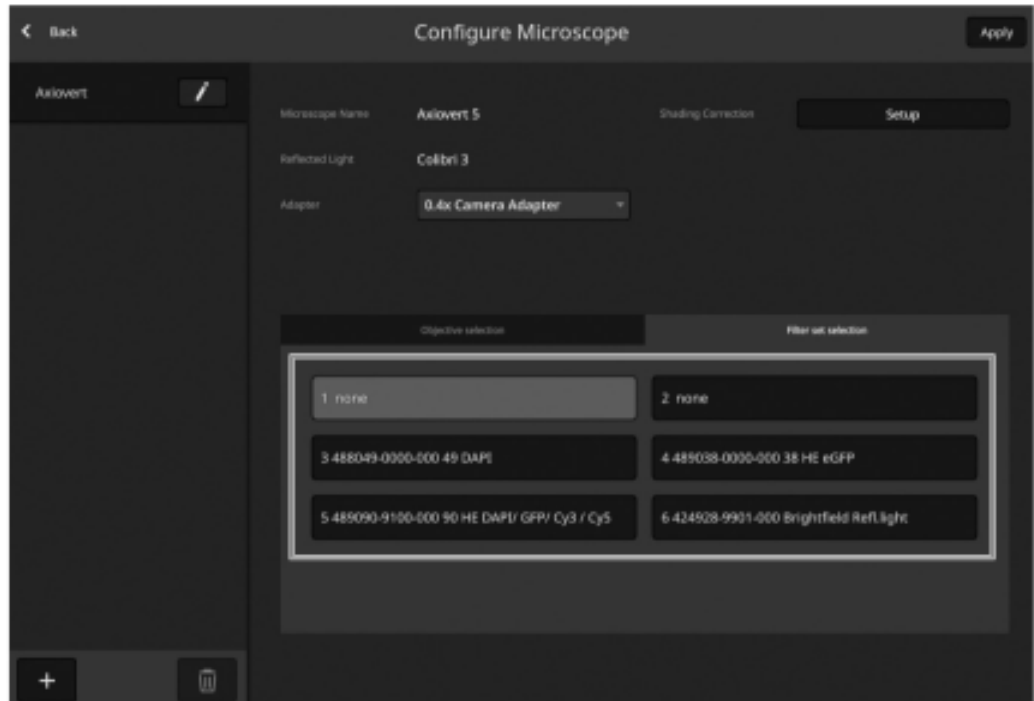 Back
Configure Microscope
Apply
Axiovert
Microscope Name
Axiovert 5
Shading Correction
Setup
Reflected Light
Colibri 3
Adapter
0.4x Camera Adapter
Objective selection
Filter set selection
1 none
2 none
3 488049-0000-000 49 DAPI
4 489038-0000-000 38 HE eGFP
5 489090-9100-000 90 HE DAPI/ GFP/ Cy3 / Cy5
6 424928-9901-000 Brightfield Refl.light